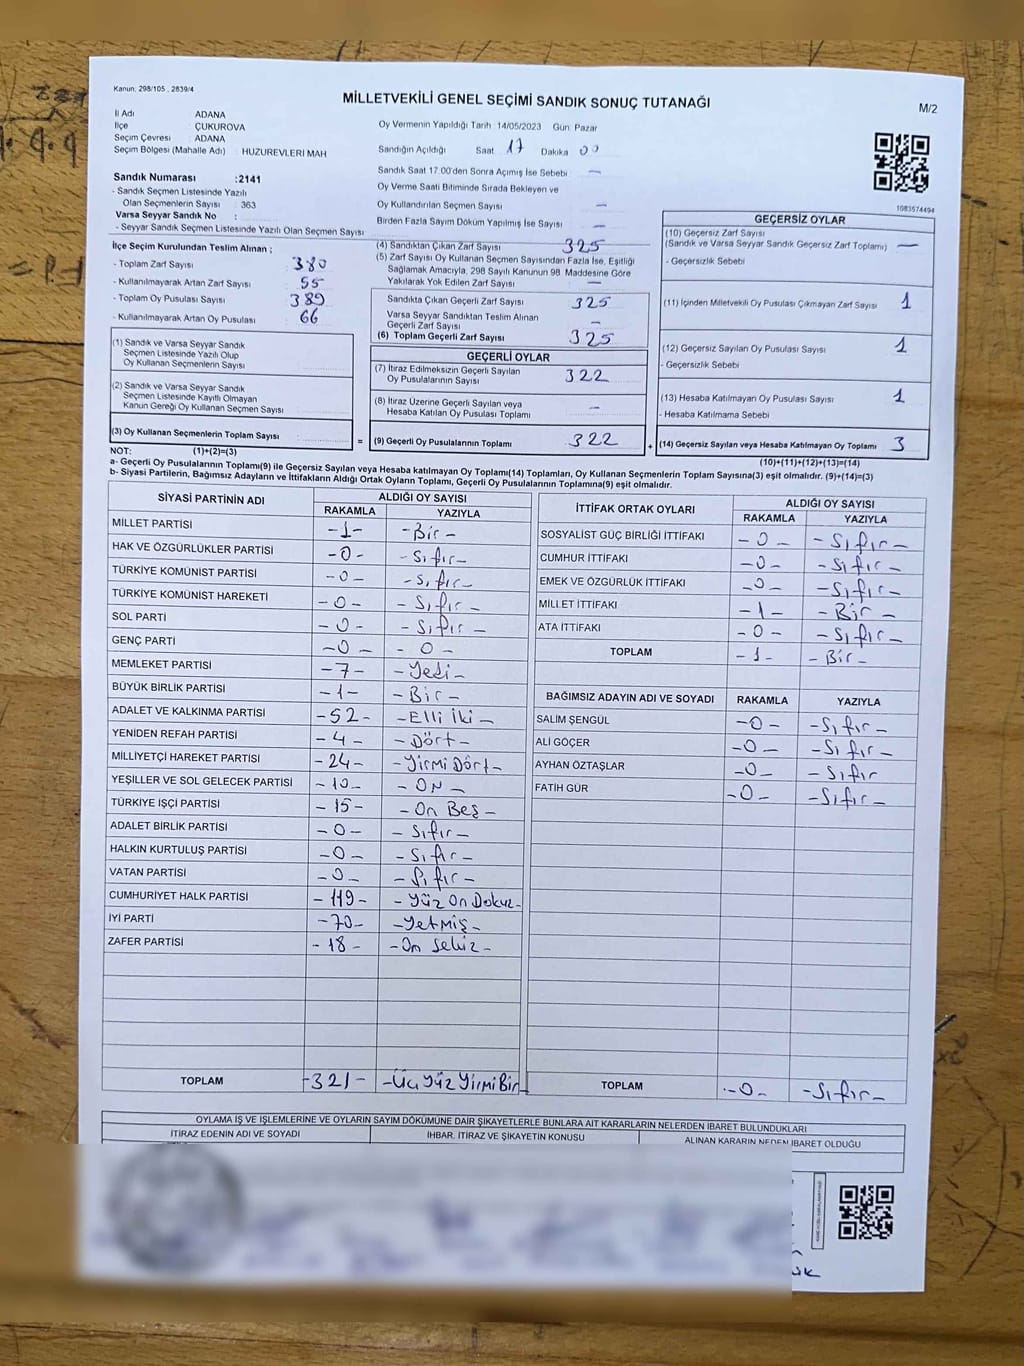 Kanun: 298/105 , 2839/4
MİLLETVEKİLİ GENEL SEÇİMİ SANDIK SONUÇ TUTANAĞI
M/2
İl Adı ADANA
İlçe ÇUKUROVA
Seçim Çevresi : ADANA
Seçim Bölgesi (Mahalle Adı) : HUZUREVLERİ MAH
Sandık Numarası :2141
- Sandık Seçmen Listesinde Yazılı
Olan Seçmenlerin Sayısı : 363
Varsa Seyyar Sandık No :
- Seyyar Sandık Seçmen Listesinde Yazılı Olan Seçmen Sayısı
Oy Vermenin Yapıldığı Tarih :14/05/2023 Gün: Pazar
Sandığın Açıldığı Saat 17 Dakika 00
Sandık Saat 17:00'den Sonra Açılmış İse Sebebi —
Oy Verme Saati Bitiminde Sırada Bekleyen ve
Oy Kullandırılan Seçmen Sayısı —
Birden Fazla Sayım Döküm Yapılmış İse Sayısı —
1083574494
İlçe Seçim Kurulundan Teslim Alınan ;
- Toplam Zarf Sayısı : 380
- Kullanılmayarak Artan Zarf Sayısı : 55
- Toplam Oy Pusulası Sayısı : 389
- Kullanılmayarak Artan Oy Pusulası : 66
(1) Sandık ve Varsa Seyyar Sandık
Seçmen Listesinde Yazılı Olup
Oy Kullanan Seçmenlerin Sayısı :
(2) Sandık ve Varsa Seyyar Sandık
Seçmen Listesinde Kayıtlı Olmayan
Kanun Gereği Oy Kullanan Seçmen Sayısı :
(3) Oy Kullanan Seçmenlerin Toplam Sayısı :
(4) Sandıktan Çıkan Zarf Sayısı 325
(5) Zarf Sayısı Oy Kullanan Seçmen Sayısından Fazla İse, Eşitliği
Sağlamak Amacıyla, 298 Sayılı Kanunun 98. Maddesine Göre
Yakılarak Yok Edilen Zarf Sayısı —
Sandıkta Çıkan Geçerli Zarf Sayısı 325
Varsa Seyyar Sandıktan Teslim Alınan
Geçerli Zarf Sayısı —
(6) Toplam Geçerli Zarf Sayısı 325
GEÇERLİ OYLAR
(7) İtiraz Edilmeksizin Geçerli Sayılan
Oy Pusulalarının Sayısı 322
(8) İtiraz Üzerine Geçerli Sayılan veya
Hesaba Katılan Oy Pusulası Toplamı —
= (9) Geçerli Oy Pusulalarının Toplamı 322
GEÇERSİZ OYLAR
(10) Geçersiz Zarf Sayısı
(Sandık ve Varsa Seyyar Sandık Geçersiz Zarf Toplamı) —
- Geçersizlik Sebebi
(11) İçinden Milletvekili Oy Pusulası Çıkmayan Zarf Sayısı 1
(12) Geçersiz Sayılan Oy Pusulası Sayısı 1
- Geçersizlik Sebebi
(13) Hesaba Katılmayan Oy Pusulası Sayısı 1
- Hesaba Katılmama Sebebi
+ (14) Geçersiz Sayılan veya Hesaba Katılmayan Oy Toplamı 3
NOT: (1)+(2)=(3)
(10)+(11)+(12)+(13)=(14)
a- Geçerli Oy Pusulalarının Toplamı(9) ile Geçersiz Sayılan veya Hesaba katılmayan Oy Toplamı(14) Toplamları, Oy Kullanan Seçmenlerin Toplam Sayısına(3) eşit olmalıdır. (9)+(14)=(3)
b- Siyasi Partilerin, Bağımsız Adayların ve İttifakların Aldığı Ortak Oyların Toplamı, Geçerli Oy Pusulalarının Toplamına(9) eşit olmalıdır.
SİYASİ PARTİNİN ADI ALDIĞI OY SAYISI
RAKAMLA YAZIYLA
MİLLET PARTİSİ -1- -Bir-
HAK VE ÖZGÜRLÜKLER PARTİSİ -0- -Sıfır-
TÜRKİYE KOMÜNİST PARTİSİ -0- -Sıfır-
TÜRKİYE KOMÜNİST HAREKETİ -0- -Sıfır-
SOL PARTİ -0- -Sıfır-
GENÇ PARTİ -0- -0-
MEMLEKET PARTİSİ -7- -Yedi-
BÜYÜK BİRLİK PARTİSİ -1- -Bir-
ADALET VE KALKINMA PARTİSİ -52- -Elli iki-
YENİDEN REFAH PARTİSİ -4- -Dört-
MİLLİYETÇİ HAREKET PARTİSİ -24- -Yirmi Dört-
YEŞİLLER VE SOL GELECEK PARTİSİ -10- -ON-
TÜRKİYE İŞÇİ PARTİSİ -15- -On Beş-
ADALET BİRLİK PARTİSİ -0- -Sıfır-
HALKIN KURTULUŞ PARTİSİ -0- -Sıfır-
VATAN PARTİSİ -0- -Sıfır-
CUMHURİYET HALK PARTİSİ -119- -Yüz On Dokuz-
İYİ PARTİ -70- -Yetmiş-
ZAFER PARTİSİ -18- -On Sekiz-
TOPLAM -321- -Üç Yüz Yirmi Bir-
İTTİFAK ORTAK OYLARI ALDIĞI OY SAYISI
RAKAMLA YAZIYLA
SOSYALİST GÜÇ BİRLİĞİ İTTİFAKI -0- -Sıfır-
CUMHUR İTTİFAKI -0- -Sıfır-
EMEK VE ÖZGÜRLÜK İTTİFAKI -0- -Sıfır-
MİLLET İTTİFAKI -1- -Bir-
ATA İTTİFAKI -0- -Sıfır-
TOPLAM -1- -Bir-
BAĞIMSIZ ADAYIN ADI VE SOYADI RAKAMLA YAZIYLA
SALİM ŞENGÜL -0- -Sıfır-
ALİ GÖÇER -0- -Sıfır-
AYHAN ÖZTAŞLAR -0- -Sıfır
FATİH GÜR -0- -Sıfır-
TOPLAM -0- -Sıfır-
OYLAMA İŞ VE İŞLEMLERİNE VE OYLARIN SAYIM DÖKÜMÜNE DAİR ŞİKAYETLERLE BUNLARA AİT KARARLARIN NELERDEN İBARET BULUNDUKLARI
İTİRAZ EDENİN ADI VE SOYADI İHBAR, İTİRAZ VE ŞİKAYETİN KONUSU ALINAN KARARIN NEDEN İBARET OLDUĞU